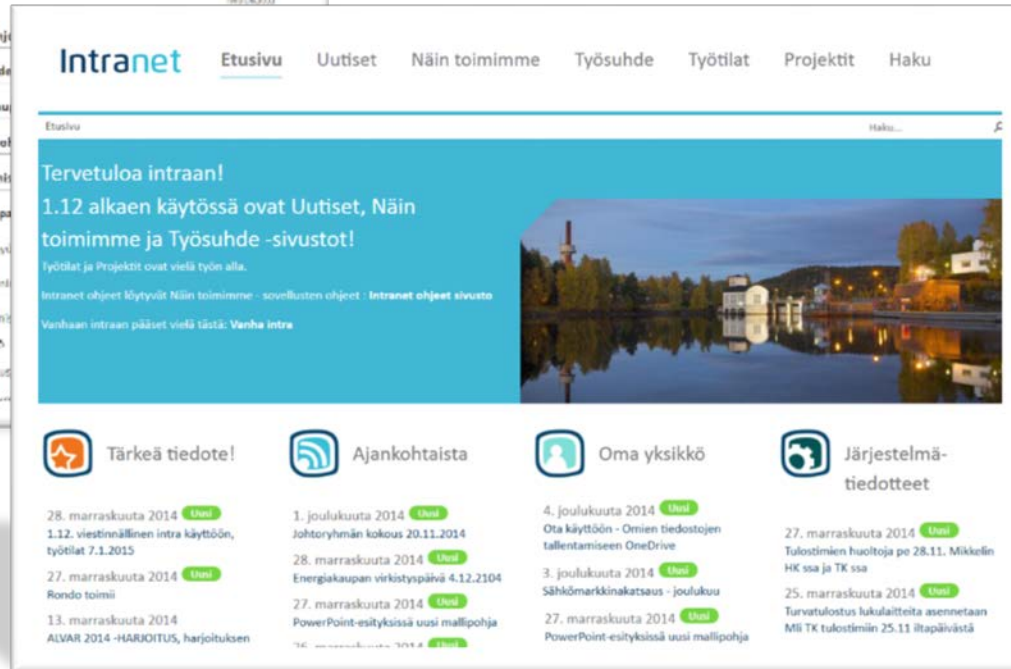 Intranet
Etusivu Uutiset Näin toimimme Työsuhde Työtilat Projektit Haku
Etusivu
Haku...
Tervetuloa intraan!
1.12 alkaen käytössä ovat Uutiset, Näin
toimimme ja Työsuhde -sivustot!
Työtilat ja Projektit ovat vielä työn alla.
Intranet ohjeet löytyvät Näin toimimme - sovellusten ohjeet : Intranet ohjeet sivusto
Vanhaan intraan pääset vielä tästä: Vanha intra
Tärkeä tiedote!
28. marraskuuta 2014 Uusi
1.12. viestinnällinen intra käyttöön,
työtilat 7.1.2015
27. marraskuuta 2014 Uusi
Rondo toimii
13. marraskuuta 2014
ALVAR 2014 -HARJOITUS, harjoituksen
Ajankohtaista
1. joulukuuta 2014 Uusi
Johtoryhmän kokous 20.11.2014
28. marraskuuta 2014 Uusi
Energiakaupan virkistyspäivä 4.12.2104
27. marraskuuta 2014 Uusi
PowerPoint-esityksissä uusi mallipohja
26. marraskuuta 2014 Uusi
Oma yksikkö
4. joulukuuta 2014 Uusi
Ota käyttöön - Omien tiedostojen
tallentamiseen OneDrive
3. joulukuuta 2014 Uusi
Sähkömarkkinakatsaus - joulukuu
27. marraskuuta 2014 Uusi
PowerPoint-esityksissä uusi mallipohja
Järjestelmä-
tiedotteet
27. marraskuuta 2014 Uusi
Tulostimien huoltoja pe 28.11. Mikkelin
HK ssa ja TK ssa
25. marraskuuta 2014 Uusi
Turvatulostus lukulaitteita asennetaan
Mli TK tulostimiin 25.11 iltapäivästä